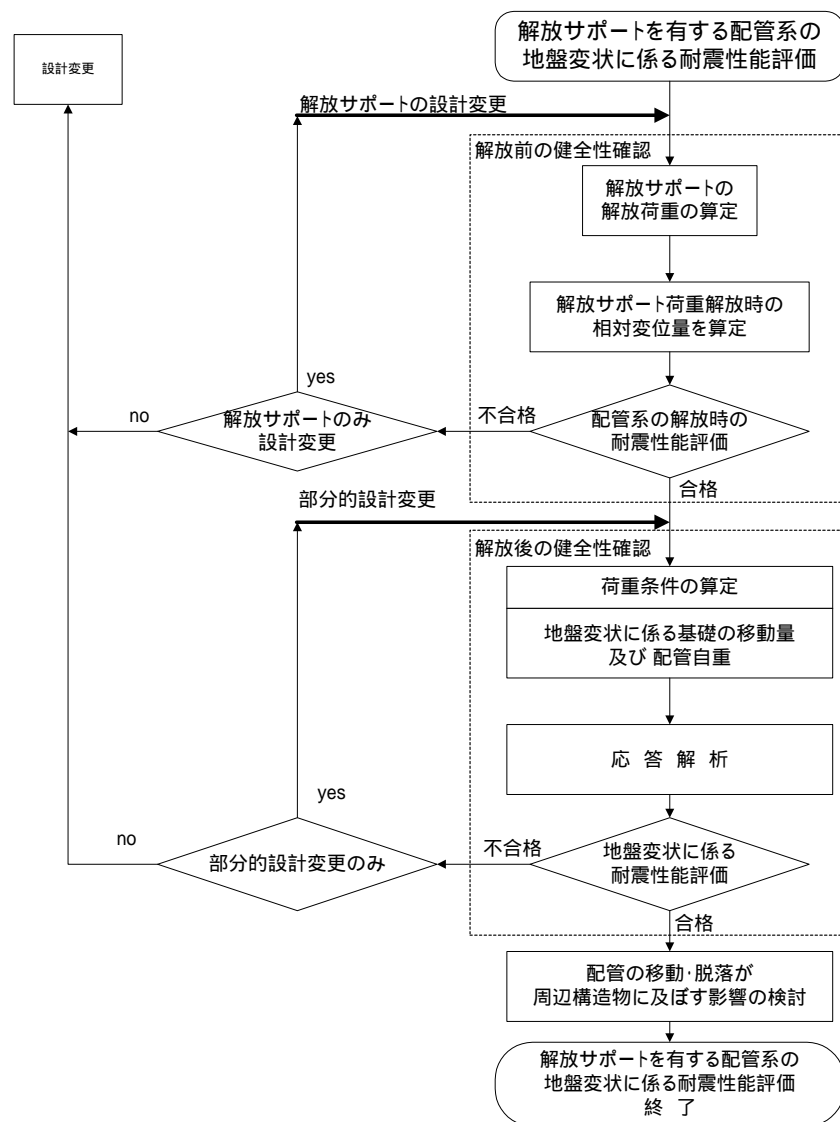 解放サポートを有する配管系の
地盤変状に係る耐震性能評価
設計変更
解放サポートの設計変更
解放前の健全性確認
解放サポートの
解放荷重の算定
解放サポート荷重解放時の
相対変位量を算定
yes
no
解放サポートのみ
設計変更
不合格
配管系の解放時の
耐震性能評価
合格
部分的設計変更
解放後の健全性確認
荷重条件の算定
地盤変状に係る基礎の移動量
及び 配管自重
応 答 解 析
yes
no
部分的設計変更のみ
不合格
地盤変状に係る
耐震性能評価
合格
配管の移動・脱落が
周辺構造物に及ぼす影響の検討
解放サポートを有する配管系の
地盤変状に係る耐震性能評価
終 了